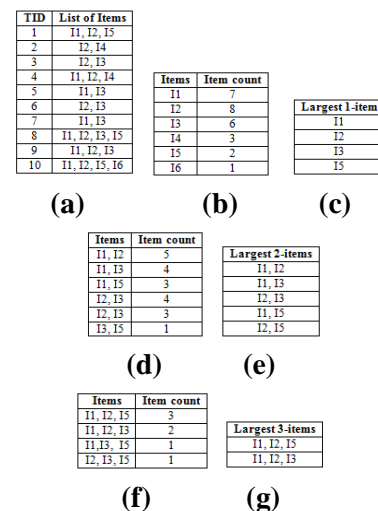 TID List of Items
1 I1, I2, I5
2 I2, I4
3 I2, I3
4 I1, I2, I4
5 I1, I3
6 I2, I3
7 I1, I3
8 I1, I2, I3, I5
9 I1, I2, I3
10 I1, I2, I5, I6
(a)
Items Item count
I1 7
I2 8
I3 6
I4 3
I5 2
I6 1
(b)
Largest 1-item
I1
I2
I3
I5
(c)
Items Item count
I1, I2 5
I1, I3 4
I1, I5 3
I2, I3 4
I2, I3 3
I3, I5 1
(d)
Largest 2-items
I1, I2
I1, I3
I2, I3
I1, I5
I2, I5
(e)
Items Item count
I1, I2, I5 3
I1, I2, I3 2
I1,I3, I5 1
I2, I3, I5 1
(f)
Largest 3-items
I1, I2, I5
I1, I2, I3
(g)